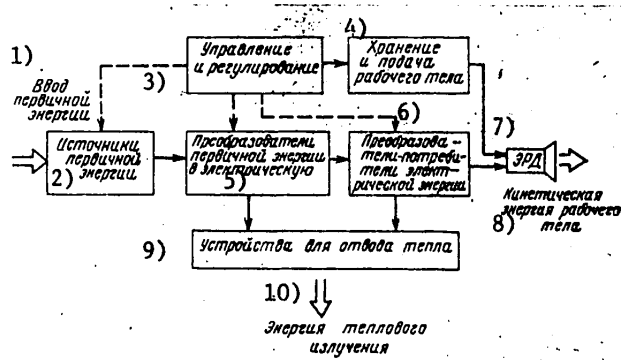 4)
1)
Управление
и регулирование
Хранение
и подача
рабочего тела
3)
Ввод
первичной
энергии
6)
7)
Источники
первичной
2) энергии
Преобразователи
первичной энергии
в электрическую
5)
Преобразова-
тели-потреби-
тели элект-
рической энергии
ЭРД
Кинетическая
энергия рабочего
8) тела
9)
Устройства для отвода тепла
10)
Энергия теплового
излучения